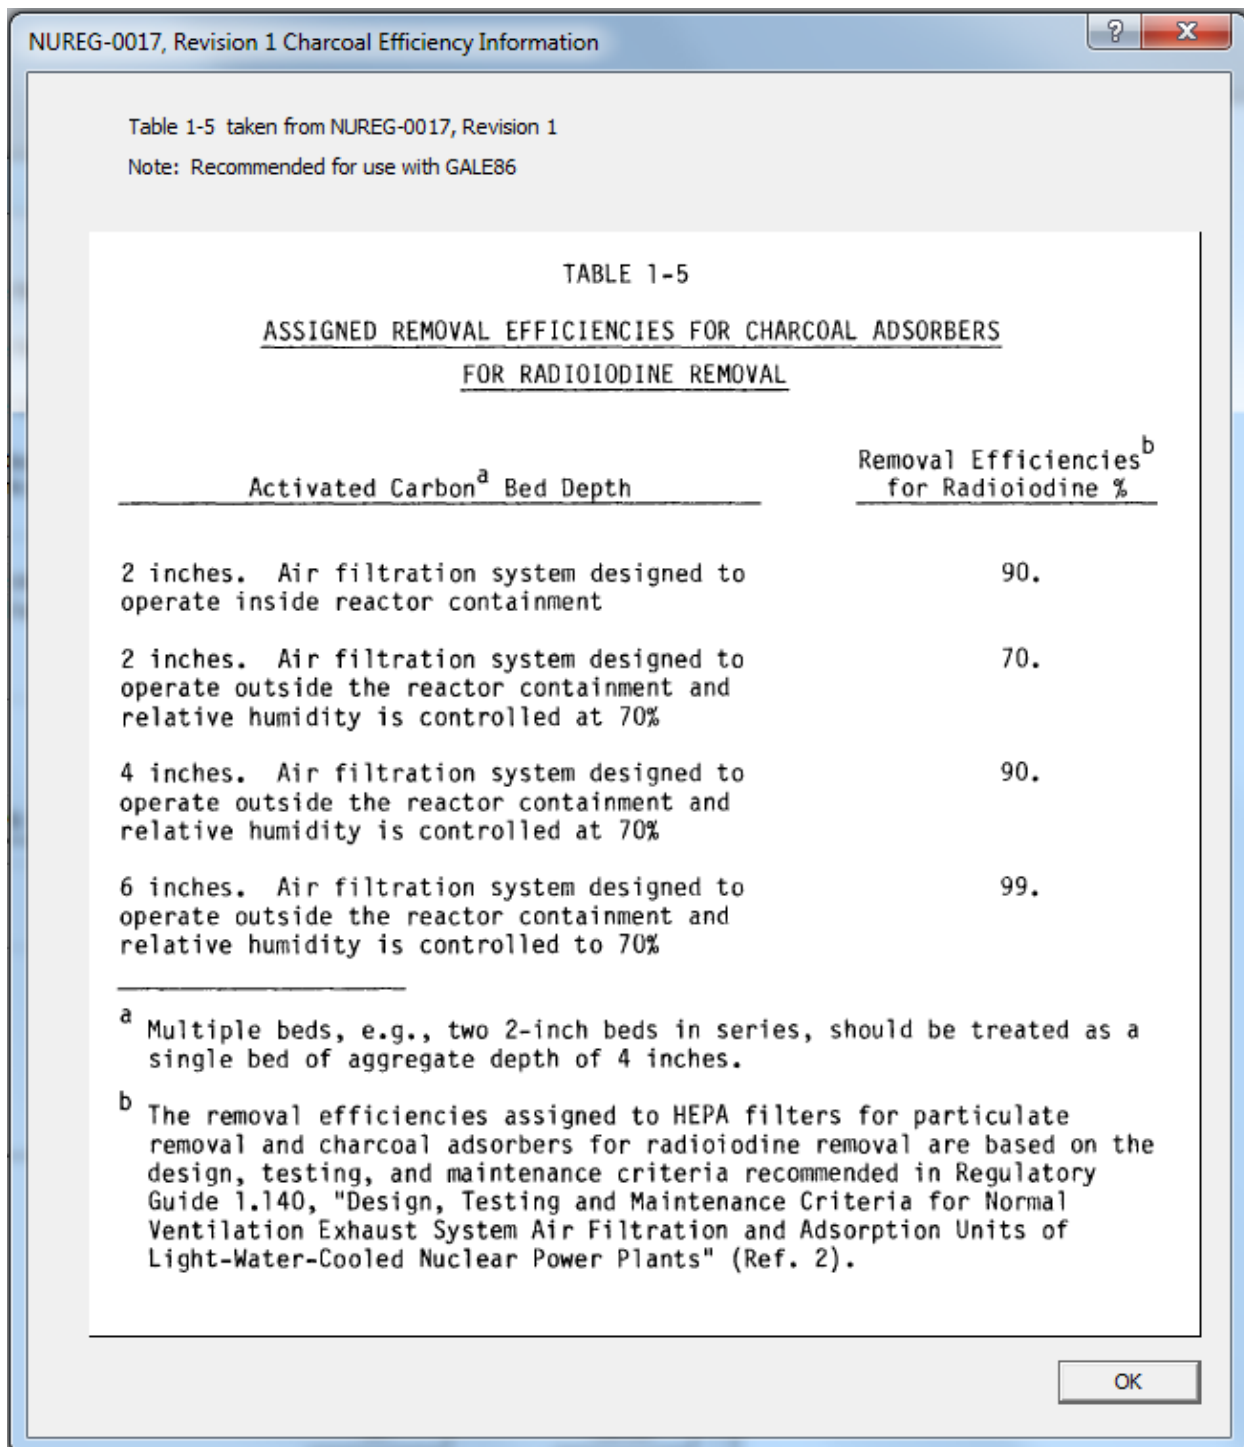 NUREG-0017, Revision 1 Charcoal Efficiency Information
?
X
Table 1-5 taken from NUREG-0017, Revision 1
Note: Recommended for use with GALE86
TABLE 1-5
ASSIGNED REMOVAL EFFICIENCIES FOR CHARCOAL ADSORBERS
FOR RADIOIODINE REMOVAL
Activated Carbon^a Bed Depth
Removal Efficiencies^b
for Radioiodine %
2 inches. Air filtration system designed to 90.
operate inside reactor containment
2 inches. Air filtration system designed to 70.
operate outside the reactor containment and
relative humidity is controlled at 70%
4 inches. Air filtration system designed to 90.
operate outside the reactor containment and
relative humidity is controlled at 70%
6 inches. Air filtration system designed to 99.
operate outside the reactor containment and
relative humidity is controlled to 70%
a Multiple beds, e.g., two 2-inch beds in series, should be treated as a
single bed of aggregate depth of 4 inches.
b The removal efficiencies assigned to HEPA filters for particulate
removal and charcoal adsorbers for radioiodine removal are based on the
design, testing, and maintenance criteria recommended in Regulatory
Guide 1.140, "Design, Testing and Maintenance Criteria for Normal
Ventilation Exhaust System Air Filtration and Adsorption Units of
Light-Water-Cooled Nuclear Power Plants" (Ref. 2).
OK